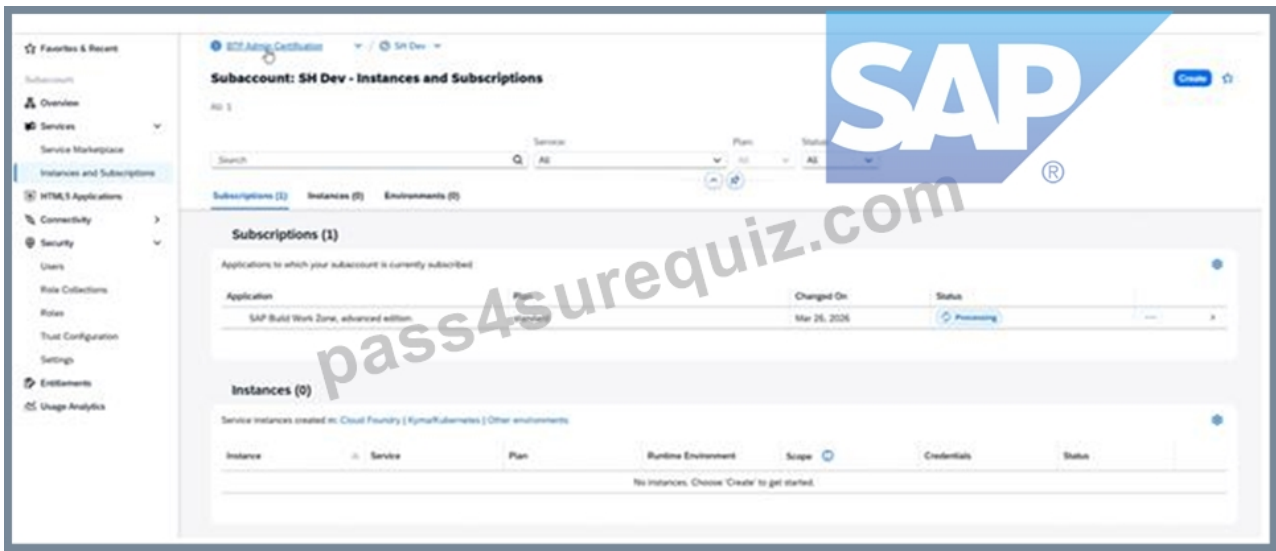 Favorites & Recent
BTP Admin Certification / SH Dev
Subaccount: SH Dev - Instances and Subscriptions
Create
SAP
®
All: 1
Subaccount
Overview
Services
Service Marketplace
Instances and Subscriptions
HTML5 Applications
Connectivity
Security
Users
Role Collections
Roles
Trust Configuration
Settings
Entitlements
Usage Analytics
Service: Plan: Status:
Search All All All
Subscriptions (1) Instances (0) Environments (0)
Subscriptions (1)
Applications to which your subaccount is currently subscribed
Application Plan Changed On Status
SAP Build Work Zone, advanced edition standard Mar 26, 2026 Processing
pass4surequiz.com
Instances (0)
Service instances created in: Cloud Foundry | Kyma/Kubernetes | Other environments
Instance Service Plan Runtime Environment Scope Credentials Status
No instances. Choose 'Create' to get started.